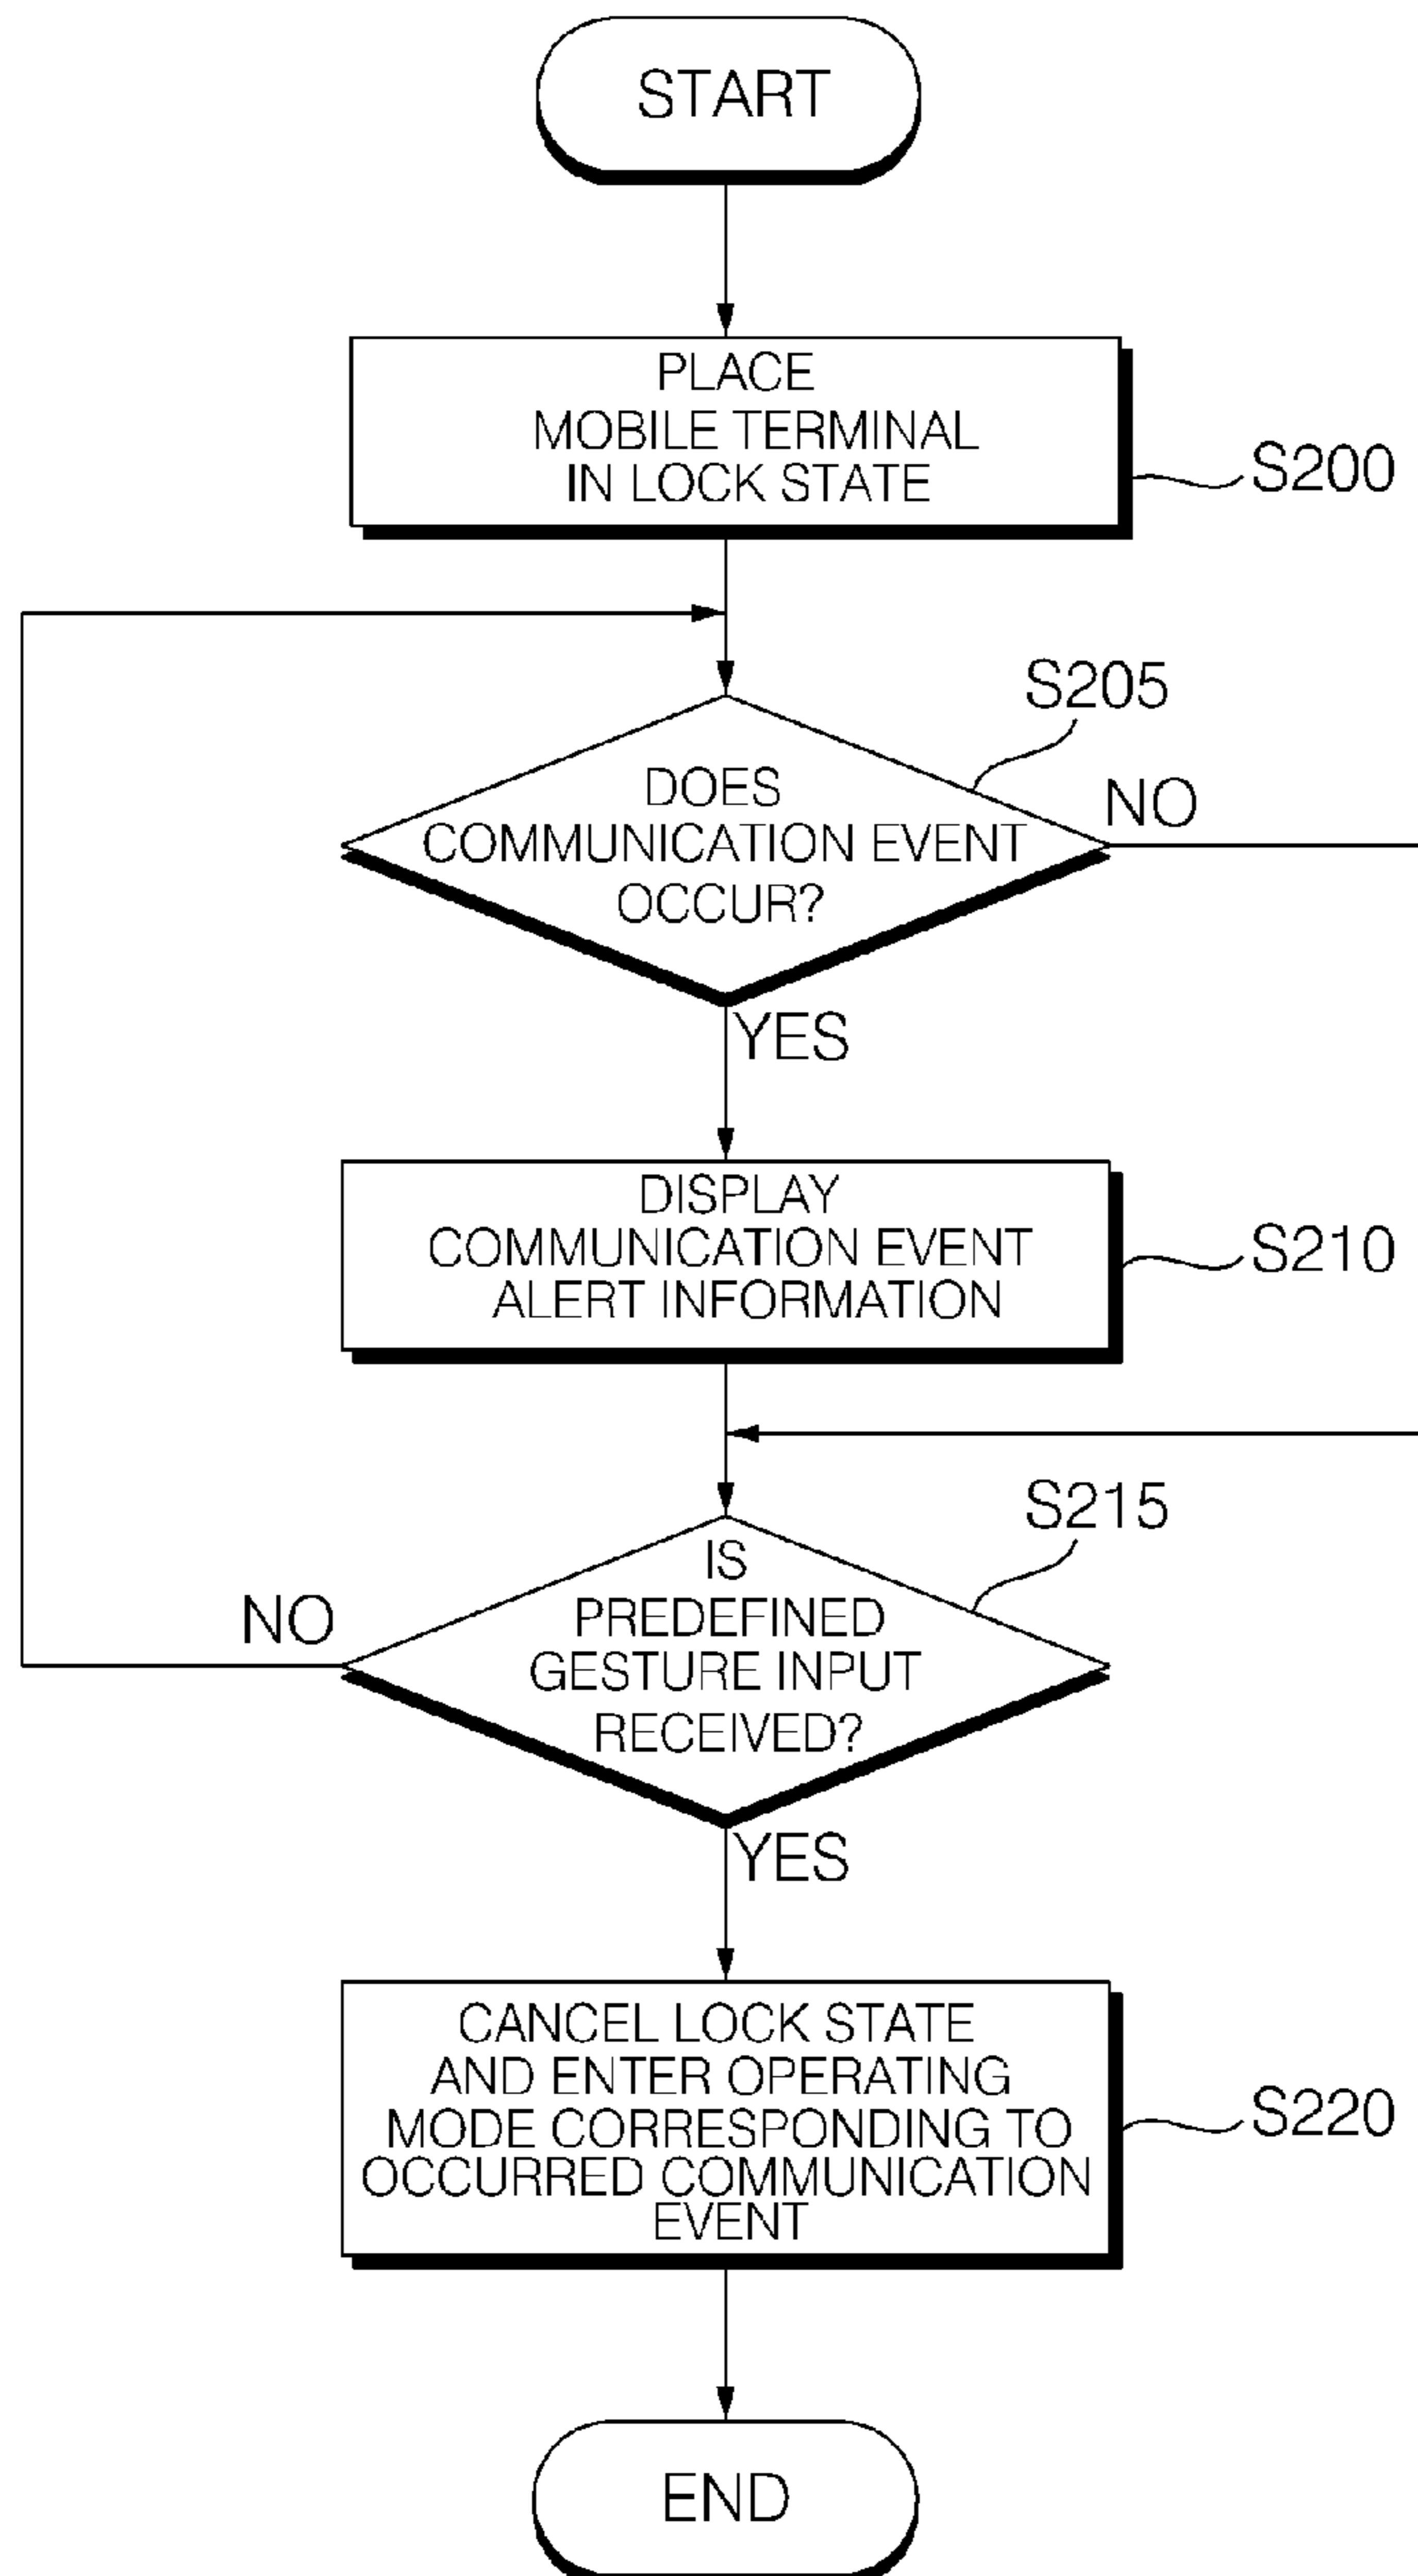 START
PLACE
MOBILE TERMINAL
IN LOCK STATE
S200
S205
DOES
COMMUNICATION EVENT
OCCUR?
NO
YES
DISPLAY
COMMUNICATION EVENT
ALERT INFORMATION
S210
S215
IS
PREDEFINED
GESTURE INPUT
RECEIVED?
NO
YES
CANCEL LOCK STATE
AND ENTER OPERATING
MODE CORRESPONDING TO
OCCURRED COMMUNICATION
EVENT
S220
END